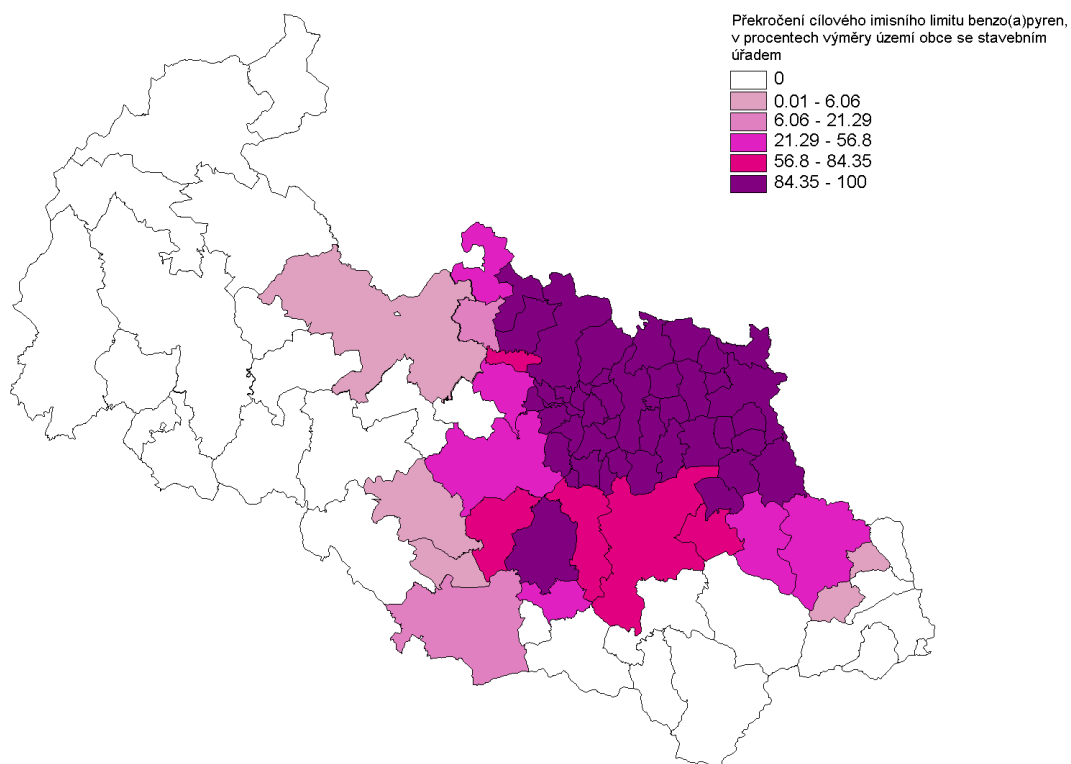 Překročení cílového imisního limitu benzo(a)pyren,
v procentech výměry území obce se stavebním
úřadem
0
0.01 - 6.06
6.06 - 21.29
21.29 - 56.8
56.8 - 84.35
84.35 - 100